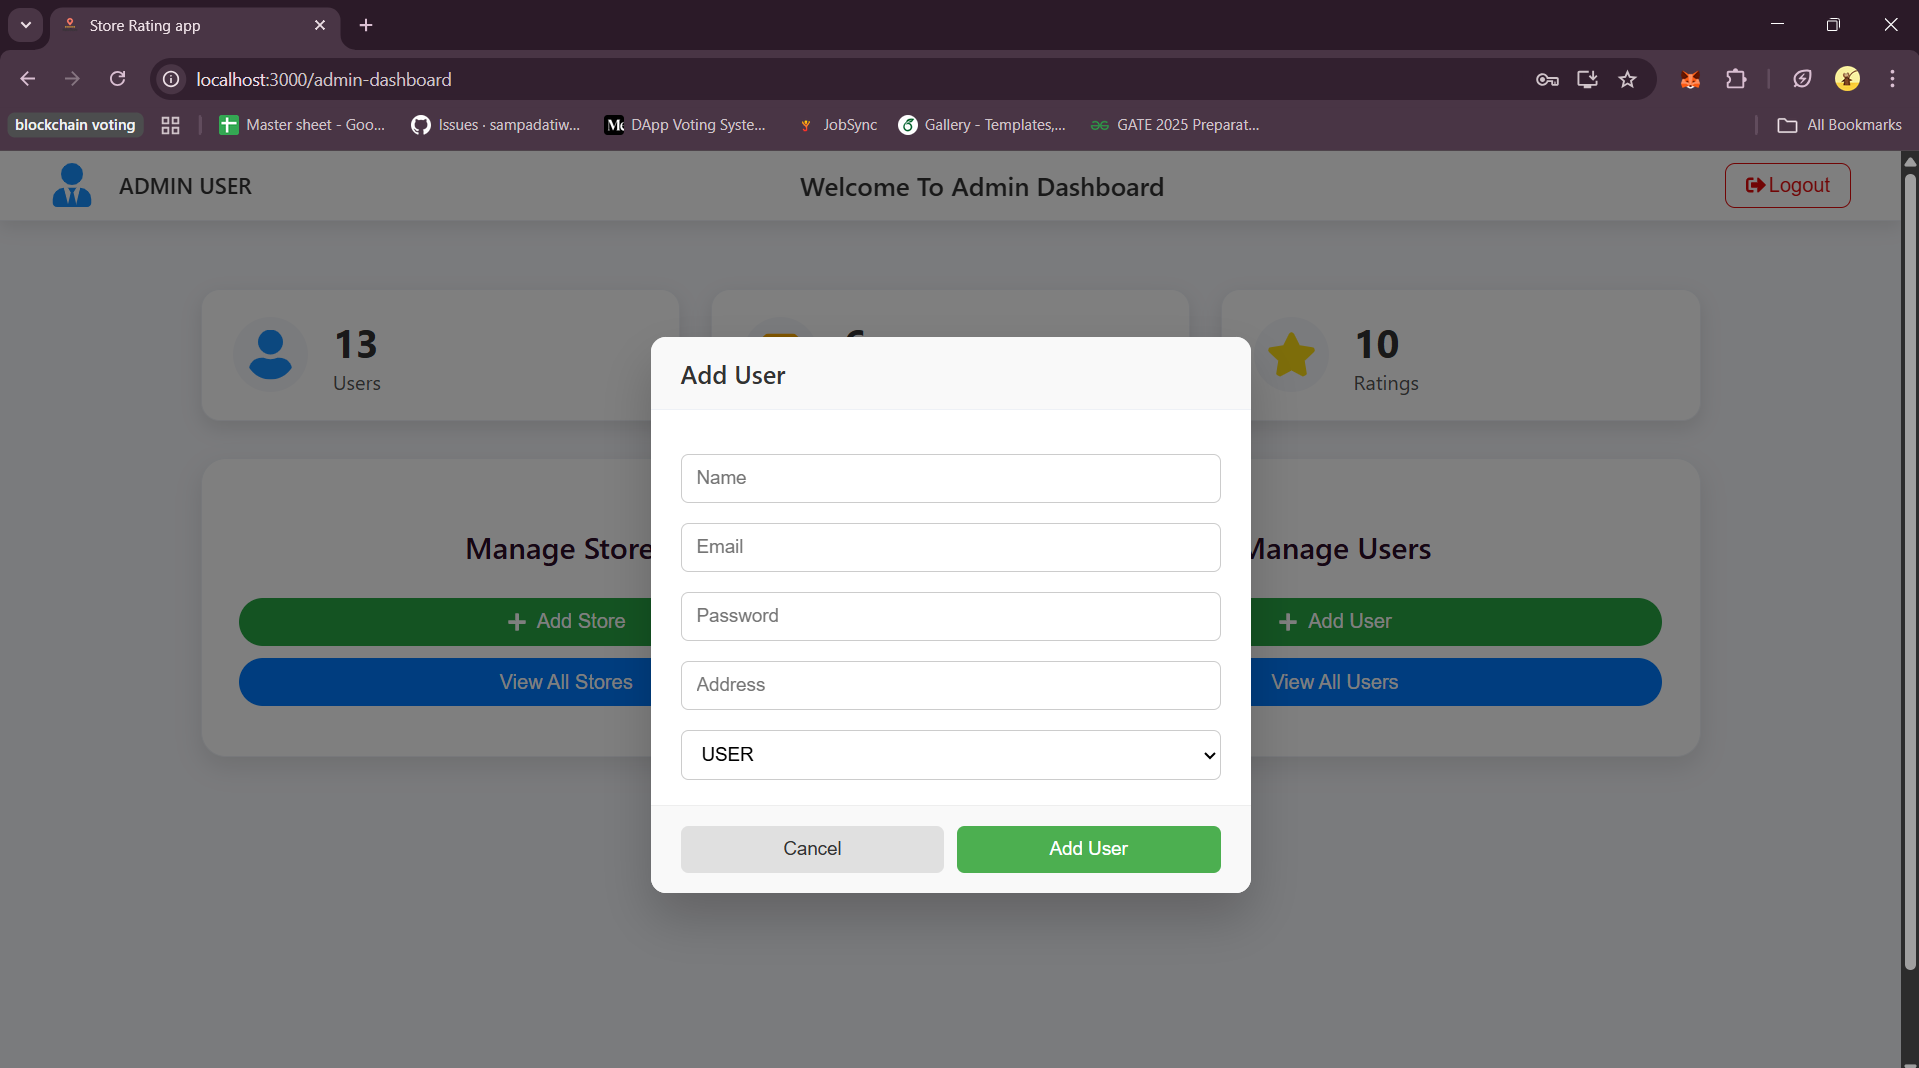 Store Rating app
localhost:3000/admin-dashboard
blockchain voting
Master sheet - Goo...
Issues · sampadatiw...
DApp Voting Syste...
JobSync
Gallery - Templates,...
GATE 2025 Preparat...
All Bookmarks
ADMIN USER
Welcome To Admin Dashboard
Logout
13
Users
10
Ratings
Manage Store
Add Store
View All Stores
Manage Users
Add User
View All Users
Add User
Name
Email
Password
Address
USER
Cancel
Add User